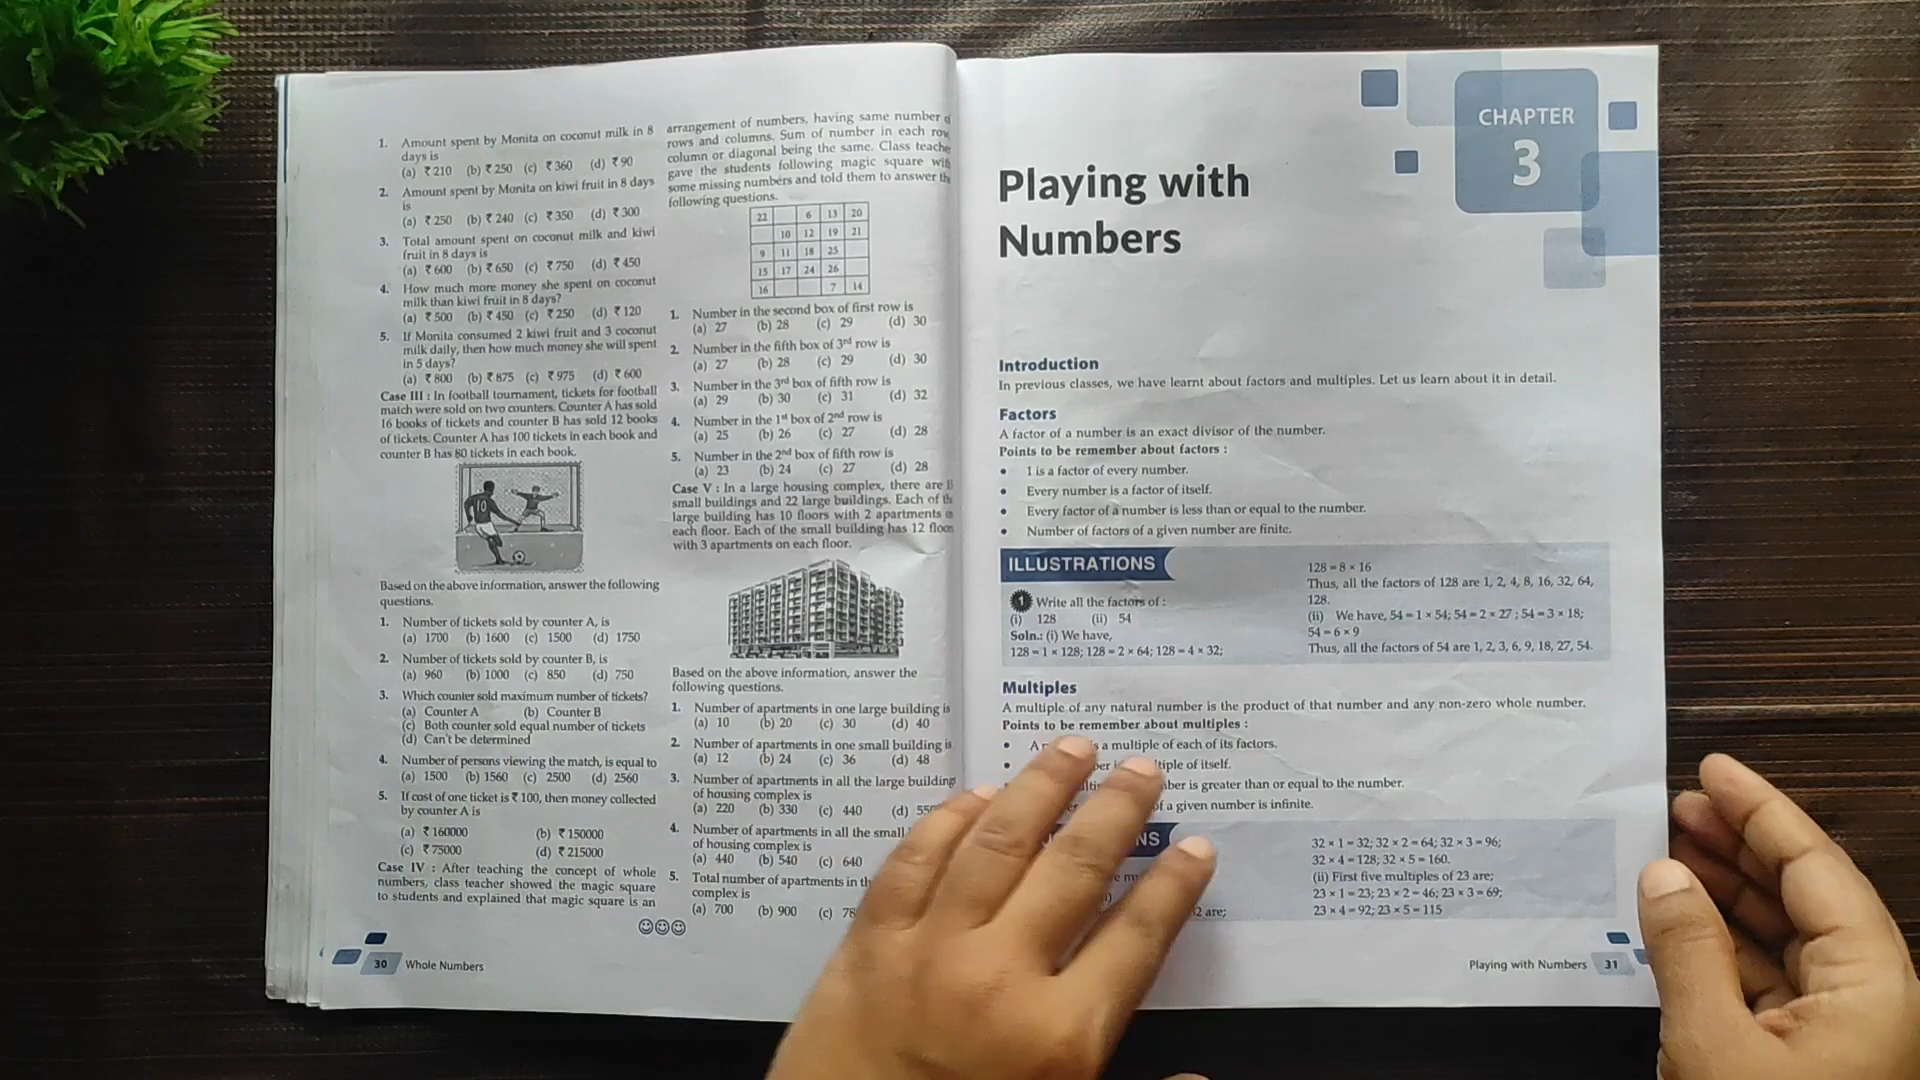 1. Amount spent by Monita on coconut milk in 8
days is
(a) ₹ 210 (b) ₹ 250 (c) ₹ 360 (d) ₹ 90
2. Amount spent by Monita on kiwi fruit in 8 days
is
(a) ₹ 250 (b) ₹ 240 (c) ₹ 350 (d) ₹ 300
3. Total amount spent on coconut milk and kiwi
fruit in 8 days is
(a) ₹ 600 (b) ₹ 650 (c) ₹ 750 (d) ₹ 450
4. How much more money she spent on coconut
milk than kiwi fruit in 8 days?
(a) ₹ 500 (b) ₹ 450 (c) ₹ 250 (d) ₹ 120
5. If Monita consumed 2 kiwi fruit and 3 coconut
milk daily, then how much money she will spent
in 5 days?
(a) ₹ 800 (b) ₹ 875 (c) ₹ 975 (d) ₹ 600
Case III : In football tournament, tickets for football
match were sold on two counters. Counter A has sold
16 books of tickets and counter B has sold 12 books
of tickets. Counter A has 100 tickets in each book and
counter B has 80 tickets in each book.
10
Based on the above information, answer the following
questions.
1. Number of tickets sold by counter A, is
(a) 1700 (b) 1600 (c) 1500 (d) 1750
2. Number of tickets sold by counter B, is
(a) 960 (b) 1000 (c) 850 (d) 750
3. Which counter sold maximum number of tickets?
(a) Counter A (b) Counter B
(c) Both counter sold equal number of tickets
(d) Can't be determined
4. Number of persons viewing the match, is equal to
(a) 1500 (b) 1560 (c) 2500 (d) 2560
5. If cost of one ticket is ₹ 100, then money collected
by counter A is
(a) ₹ 160000 (b) ₹ 150000
(c) ₹ 75000 (d) ₹ 215000
Case IV : After teaching the concept of whole
numbers, class teacher showed the magic square
to students and explained that magic square is an
arrangement of numbers, having same number
rows and columns. Sum of number in each
column or diagonal being the same. Class
gave the students following magic square
some missing numbers and told them to answer
following questions.
22 6 13 20
10 12 19 21
9 11 18 25
15 17 24 26
16 7 14
1. Number in the second box of first row is
(a) 27 (b) 28 (c) 29 (d) 30
2. Number in the fifth box of 3rd row is
(a) 27 (b) 28 (c) 29 (d) 30
3. Number in the 3rd box of fifth row is
(a) 29 (b) 30 (c) 31 (d) 32
4. Number in the 1st box of 2nd row is
(a) 25 (b) 26 (c) 27 (d) 28
5. Number in the 2nd box of fifth row is
(a) 23 (b) 24 (c) 27 (d) 28
Case V : In a large housing complex, there are
small buildings and 22 large buildings. Each of
large building has 10 floors with 2 apartments
each floor. Each of the small building has 12
with 3 apartments on each floor.
Based on the above information, answer the
following questions.
1. Number of apartments in one large building is
(a) 10 (b) 20 (c) 30 (d) 40
2. Number of apartments in one small building is
(a) 12 (b) 24 (c) 36 (d) 48
3. Number of apartments in all the large building
of housing complex is
(a) 220 (b) 330 (c) 440 (d)
4. Number of apartments in all the small
of housing complex is
(a) 440 (b) 540 (c) 640
5. Total number of apartments in
complex is
(a) 700 (b) 900 (c)
30 Whole Numbers
CHAPTER
3
Playing with
Numbers
Introduction
In previous classes, we have learnt about factors and multiples. Let us learn about it in detail.
Factors
A factor of a number is an exact divisor of the number.
Points to be remember about factors :
• 1 is a factor of every number.
• Every number is a factor of itself.
• Every factor of a number is less than or equal to the number.
• Number of factors of a given number are finite.
ILLUSTRATIONS
1 Write all the factors of :
(i) 128 (ii) 54
Soln.: (i) We have,
128 = 1 × 128; 128 = 2 × 64; 128 = 4 × 32;
128 = 8 × 16
Thus, all the factors of 128 are 1, 2, 4, 8, 16, 32, 64,
128.
(ii) We have, 54 = 1 × 54; 54 = 2 × 27 ; 54 = 3 × 18;
54 = 6 × 9
Thus, all the factors of 54 are 1, 2, 3, 6, 9, 18, 27, 54.
Multiples
A multiple of any natural number is the product of that number and any non-zero whole number.
Points to be remember about multiples :
• A is a multiple of each of its factors.
• of itself.
is greater than or equal to the number.
of a given number is infinite.
are;
32 × 1 = 32; 32 × 2 = 64; 32 × 3 = 96;
32 × 4 = 128; 32 × 5 = 160.
(ii) First five multiples of 23 are;
23 × 1 = 23; 23 × 2 = 46; 23 × 3 = 69;
23 × 4 = 92; 23 × 5 = 115
Playing with Numbers 31